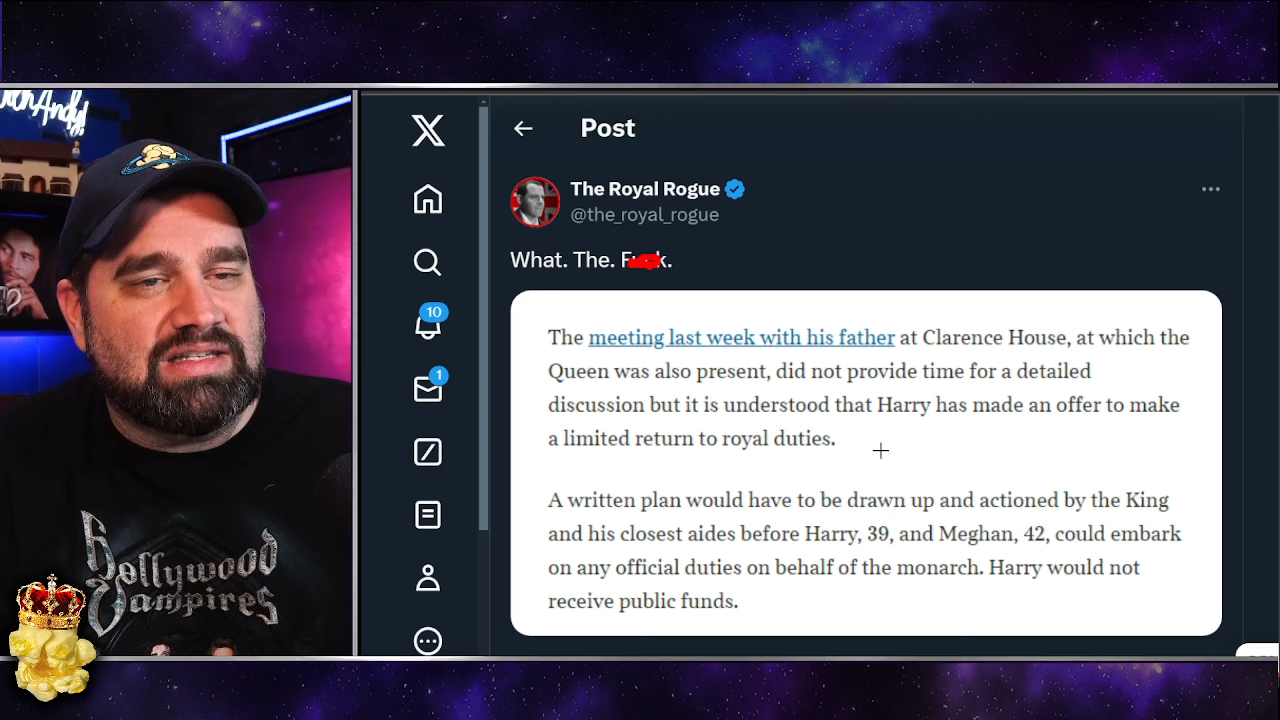 with Andy!
Hollywood
Vampires
X
10
1
Post
The Royal Rogue
@the_royal_rogue
What. The. F k.
The meeting last week with his father at Clarence House, at which the
Queen was also present, did not provide time for a detailed
discussion but it is understood that Harry has made an offer to make
a limited return to royal duties.
A written plan would have to be drawn up and actioned by the King
and his closest aides before Harry, 39, and Meghan, 42, could embark
on any official duties on behalf of the monarch. Harry would not
receive public funds.